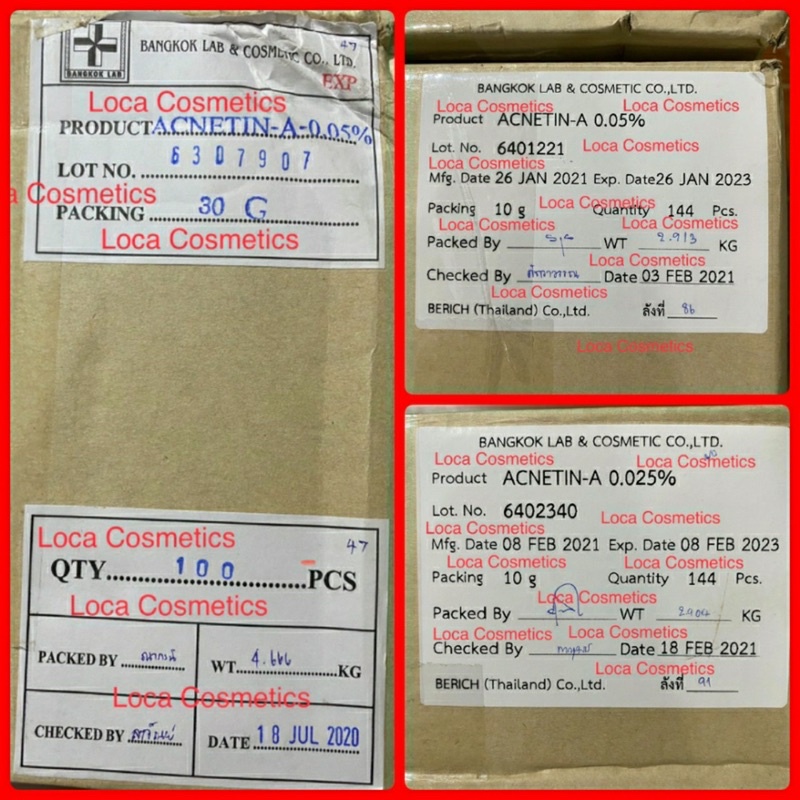 BANGKOK LAB
BANGKOK LAB & COSMETIC CO., LTD.
47
EXP
Loca Cosmetics
PRODUCT ACNETIN-A-0.05%
LOT NO. 6307907
Loca Cosmetics
PACKING 30 G
Loca Cosmetics
Loca Cosmetics
47
QTY 100 PCS
Loca Cosmetics
PACKED BY
WT. 4.666 KG
Loca Cosmetics
CHECKED BY
DATE 18 JUL 2020
BANGKOK LAB & COSMETIC CO.,LTD.
Loca Cosmetics Loca Cosmetics
Product ACNETIN-A 0.05%
Lot. No. 6401221 Loca Cosmetics
Loca Cosmetics
Mfg. Date 26 JAN 2021 Exp. Date 26 JAN 2023
Loca Cosmetics
Packing 10 g Quantity 144 Pcs.
Loca Cosmetics
Packed By WT 2.913 KG
Loca Cosmetics
Checked By Date 03 FEB 2021
Loca Cosmetics
BERICH (Thailand) Co.,Ltd. ลังที่ 86
Loca Cosmetics
BANGKOK LAB & COSMETIC CO.,LTD.
Loca Cosmetics Loca Cosmetics
Product ACNETIN-A 0.025%
Lot. No. 6402340 Loca Cosmetics
Loca Cosmetics
Mfg. Date 08 FEB 2021 Exp. Date 08 FEB 2023
Loca Cosmetics Loca Cosmetics
Packing 10 g Quantity 144 Pcs.
Loca Cosmetics
Packed By WT 2.904 KG
Loca Cosmetics Loca Cosmetics
Checked By Date 18 FEB 2021
Loca Cosmetics
BERICH (Thailand) Co.,Ltd. ลังที่ 91